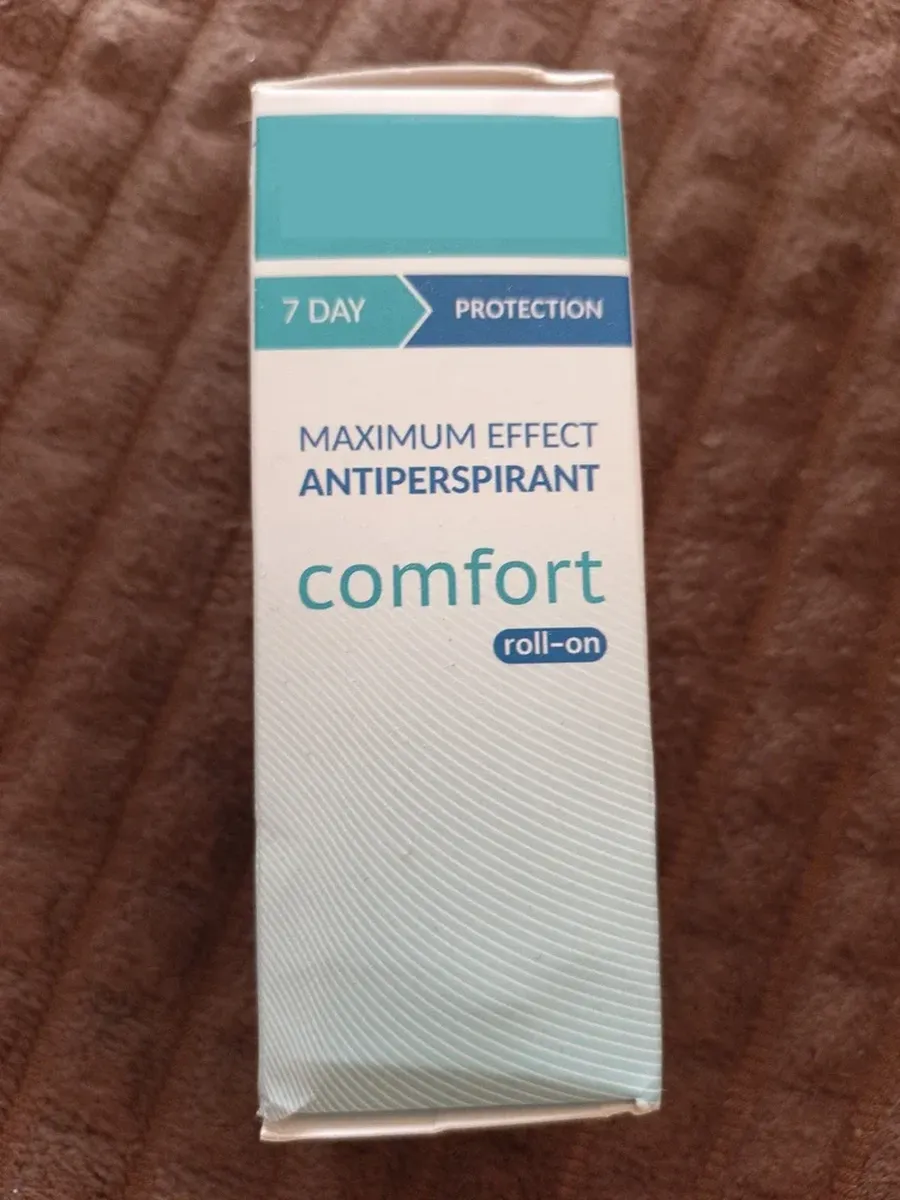 7 DAY PROTECTION
MAXIMUM EFFECT
ANTIPERSPIRANT
comfort
roll-on